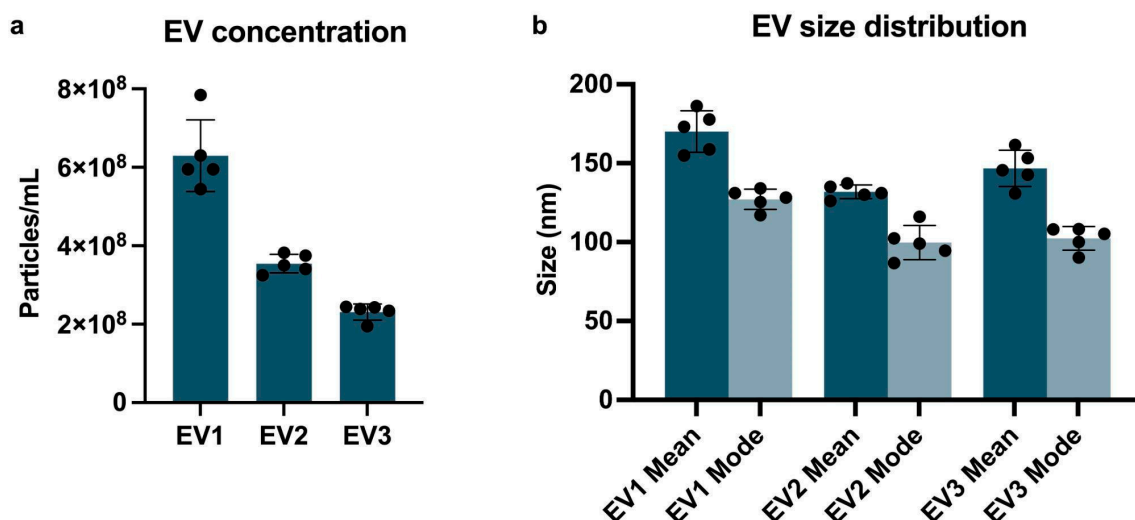 a
EV concentration
Particles/mL
8×10⁸
6×10⁸
4×10⁸
2×10⁸
0
EV1
EV2
EV3
b
EV size distribution
Size (nm)
200
150
100
50
0
EV1 Mean
EV1 Mode
EV2 Mean
EV2 Mode
EV3 Mean
EV3 Mode